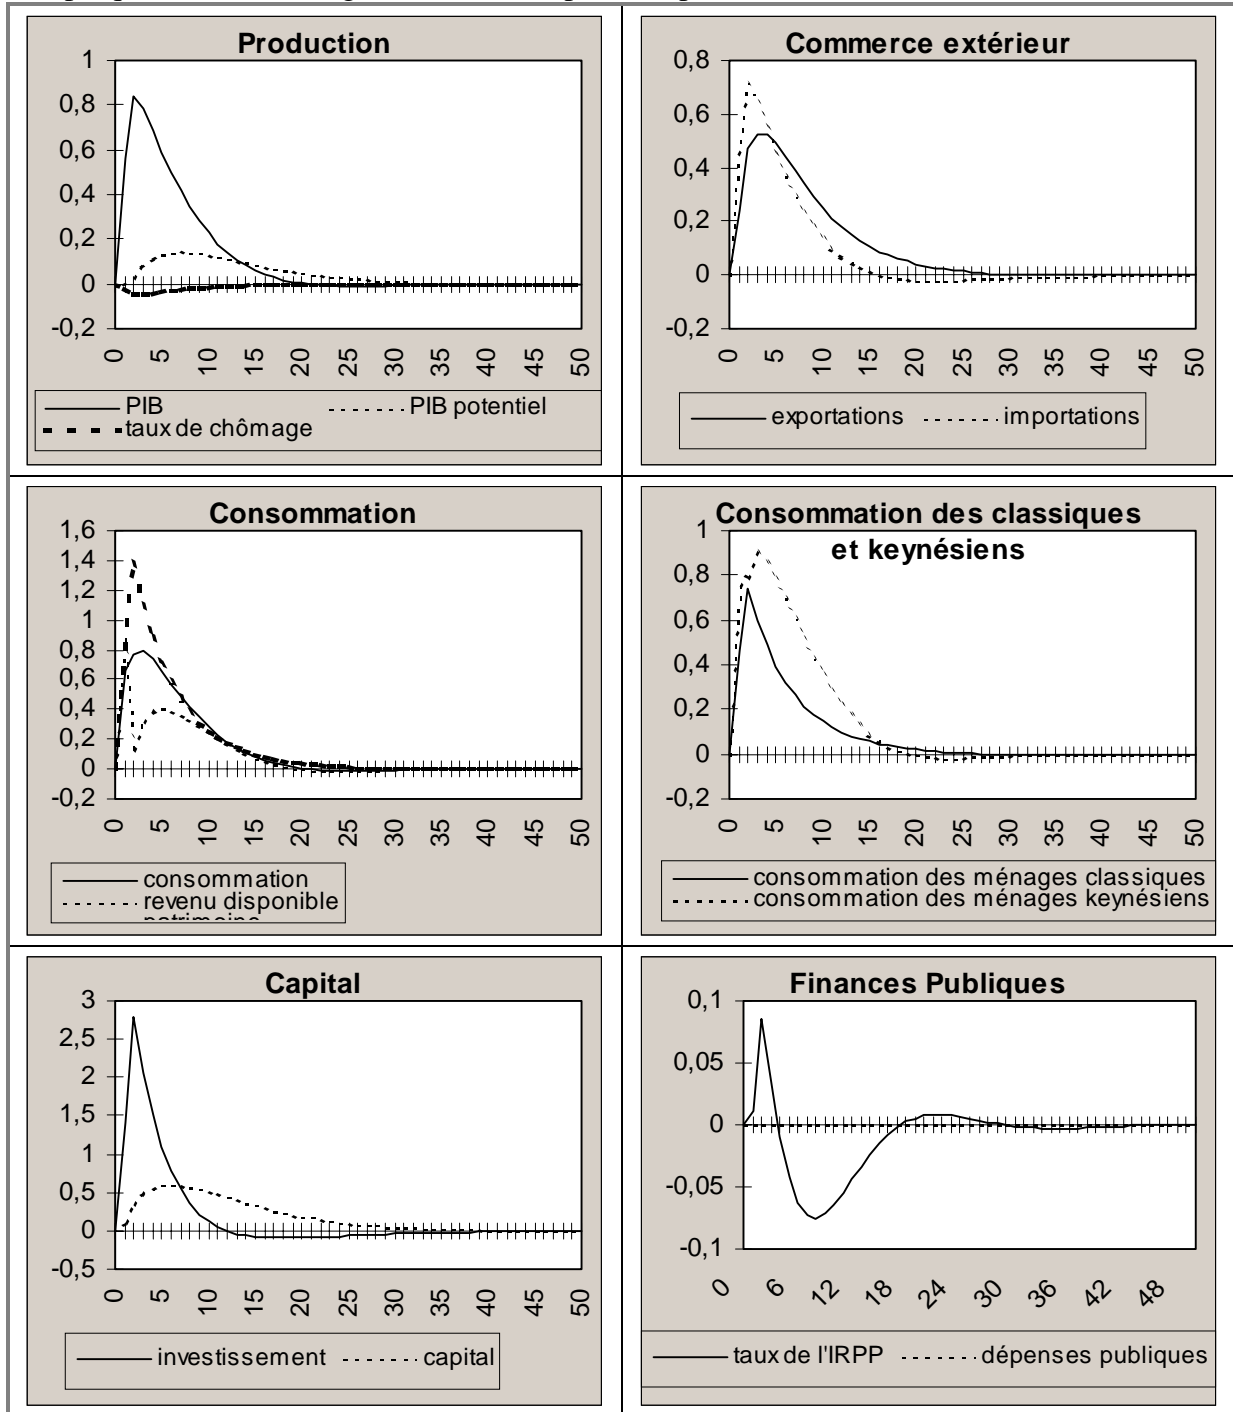 Production
1
0,8
0,6
0,4
0,2
0
-0,2
0 5 10 15 20 25 30 35 40 45 50
PIB PIB potentiel
taux de chômage
Commerce extérieur
0,8
0,6
0,4
0,2
0
-0,2
0 5 10 15 20 25 30 35 40 45 50
exportations importations
Consommation
1,6
1,4
1,2
1
0,8
0,6
0,4
0,2
0
-0,2
0 5 10 15 20 25 30 35 40 45 50
consommation
revenu disponible
Consommation des classiques
et keynésiens
1
0,8
0,6
0,4
0,2
0
-0,2
0 5 10 15 20 25 30 35 40 45 50
consommation des ménages classiques
consommation des ménages keynésiens
Capital
3
2,5
2
1,5
1
0,5
0
-0,5
0 5 10 15 20 25 30 35 40 45 50
investissement capital
Finances Publiques
0,1
0,05
0
-0,05
-0,1
0 6 12 18 24 30 36 42 48
taux de l'IRPP dépenses publiques